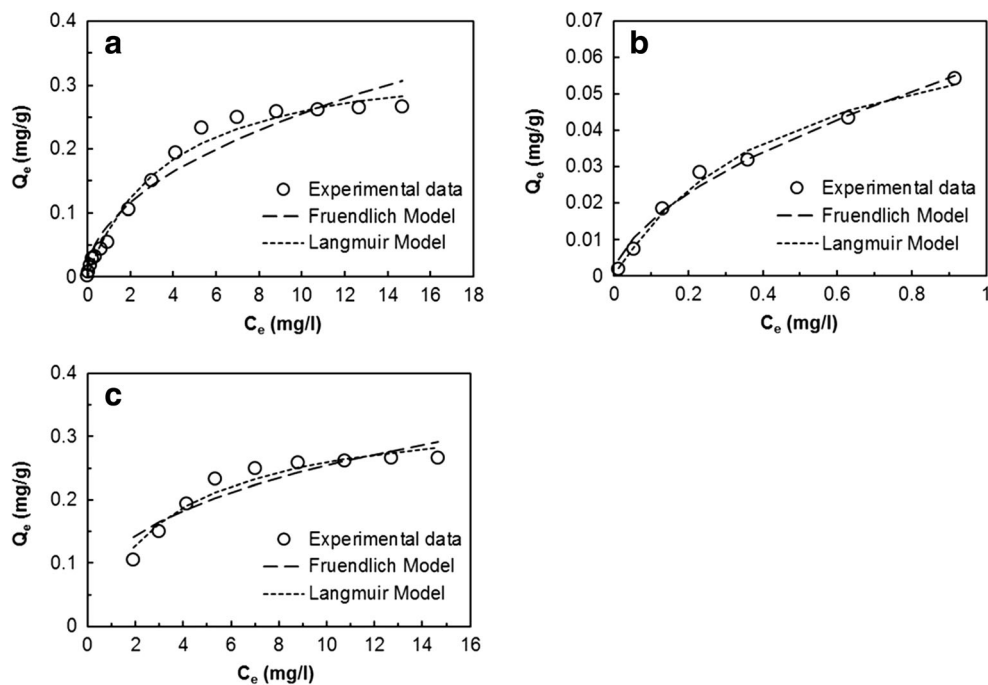 a
0.4
0.3
0.2
0.1
0
Qe (mg/g)
Experimental data
Fruendlich Model
Langmuir Model
0 2 4 6 8 10 12 14 16 18
Ce (mg/l)
b
0.07
0.06
0.05
0.04
0.03
0.02
0.01
0
Qe (mg/g)
Experimental data
Fruendlich Model
Langmuir Model
0 0.2 0.4 0.6 0.8 1
Ce (mg/l)
c
0.4
0.3
0.2
0.1
0
Qe (mg/g)
Experimental data
Fruendlich Model
Langmuir Model
0 2 4 6 8 10 12 14 16
Ce (mg/l)